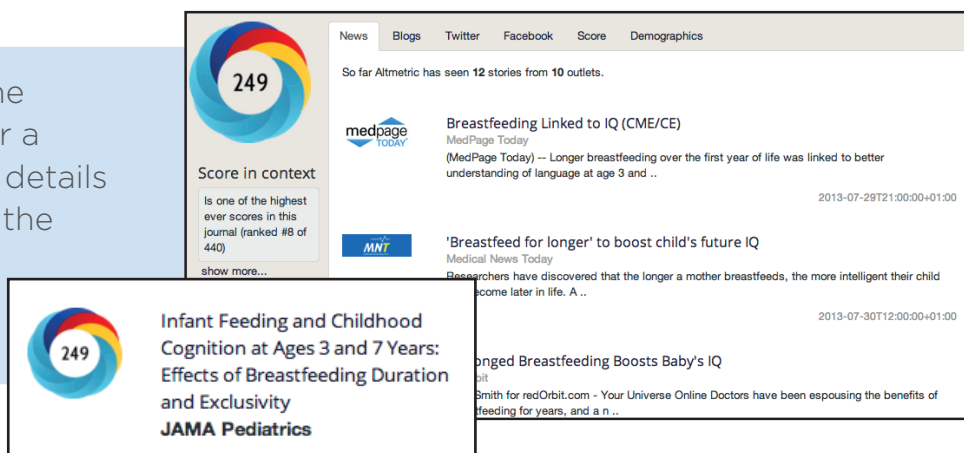 ne
r a
details
the
249
Score in context
Is one of the highest
ever scores in this
journal (ranked #8 of
440)
show more...
News Blogs Twitter Facebook Score Demographics
So far Altmetric has seen 12 stories from 10 outlets.
medpage
TODAY
Breastfeeding Linked to IQ (CME/CE)
MedPage Today
(MedPage Today) -- Longer breastfeeding over the first year of life was linked to better
understanding of language at age 3 and ..
2013-07-29T21:00:00+01:00
MNT
'Breastfeed for longer' to boost child's future IQ
Medical News Today
Researchers have discovered that the longer a mother breastfeeds, the more intelligent their child
ecome later in life. A ..
2013-07-30T12:00:00+01:00
onged Breastfeeding Boosts Baby's IQ
bit
Smith for redOrbit.com - Your Universe Online Doctors have been espousing the benefits of
tfeeding for years, and a n ..
249
Infant Feeding and Childhood
Cognition at Ages 3 and 7 Years:
Effects of Breastfeeding Duration
and Exclusivity
JAMA Pediatrics